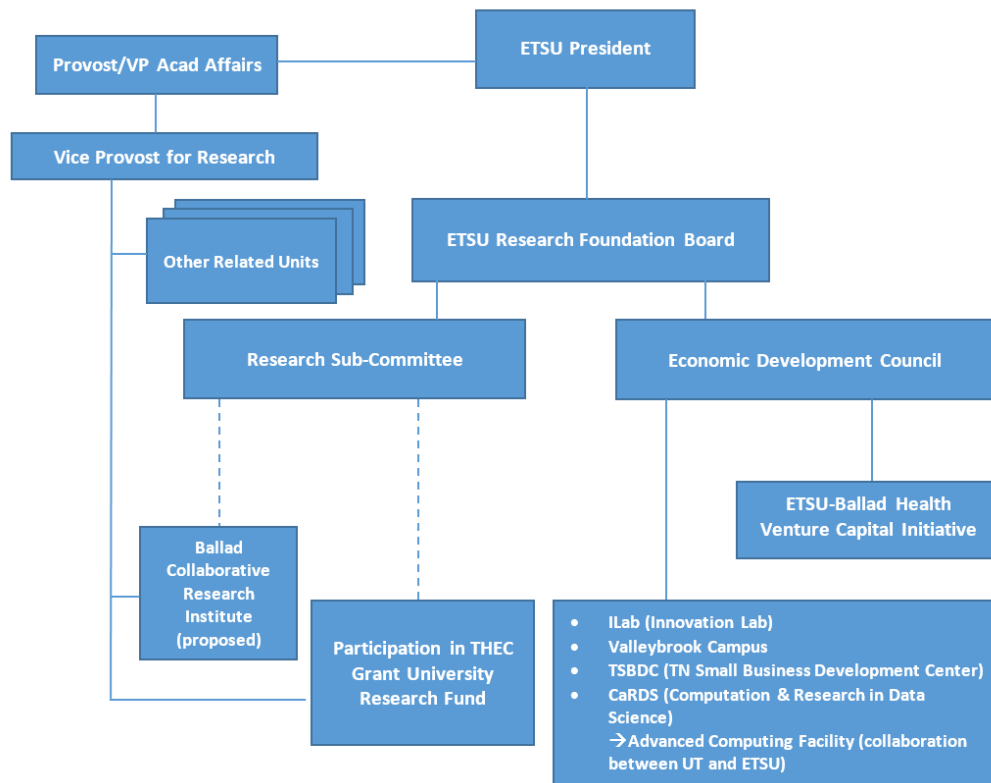 ETSU President
Provost/VP Acad Affairs
Vice Provost for Research
Other Related Units
ETSU Research Foundation Board
Research Sub-Committee
Economic Development Council
ETSU-Ballad Health
Venture Capital Initiative
Ballad
Collaborative
Research
Institute
(proposed)
Participation in THEC
Grant University
Research Fund
• ILab (Innovation Lab)
• Valleybrook Campus
• TSBDC (TN Small Business Development Center)
• CaRDS (Computation & Research in Data
Science)
→Advanced Computing Facility (collaboration
between UT and ETSU)